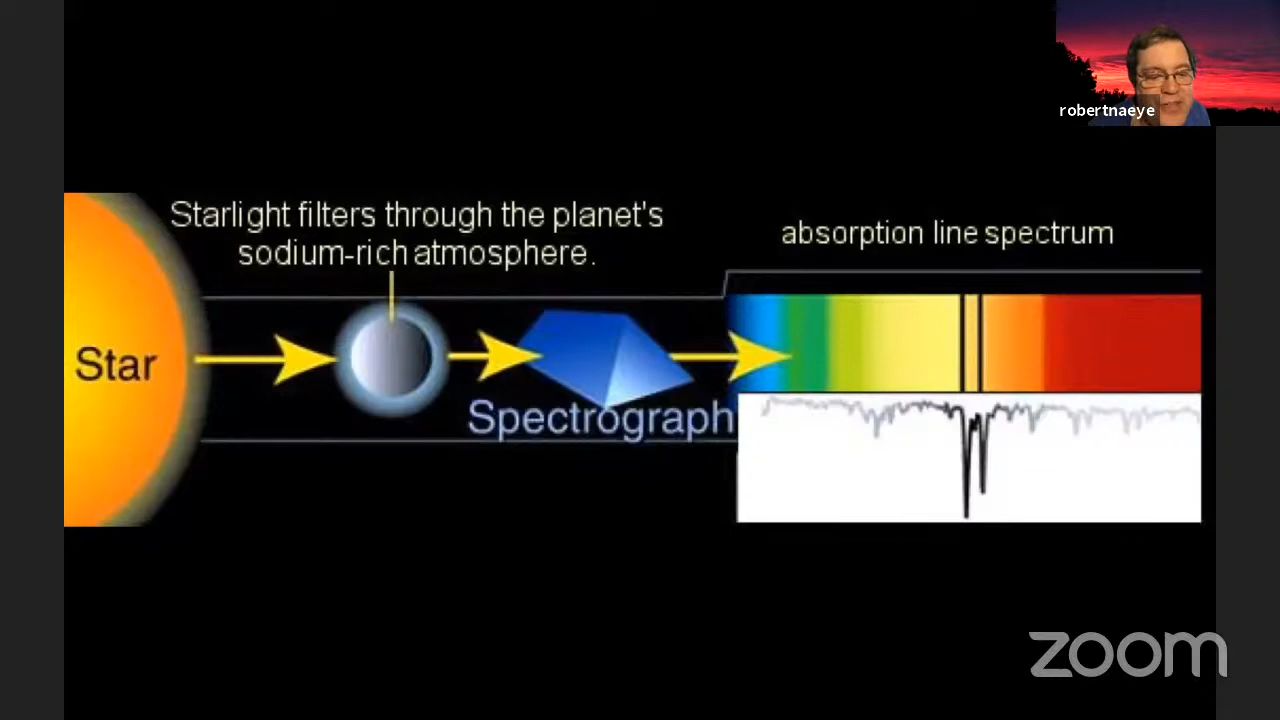 robertnaeye
Starlight filters through the planet's
sodium-rich atmosphere.
absorption line spectrum
Star
Spectrograph
zoom